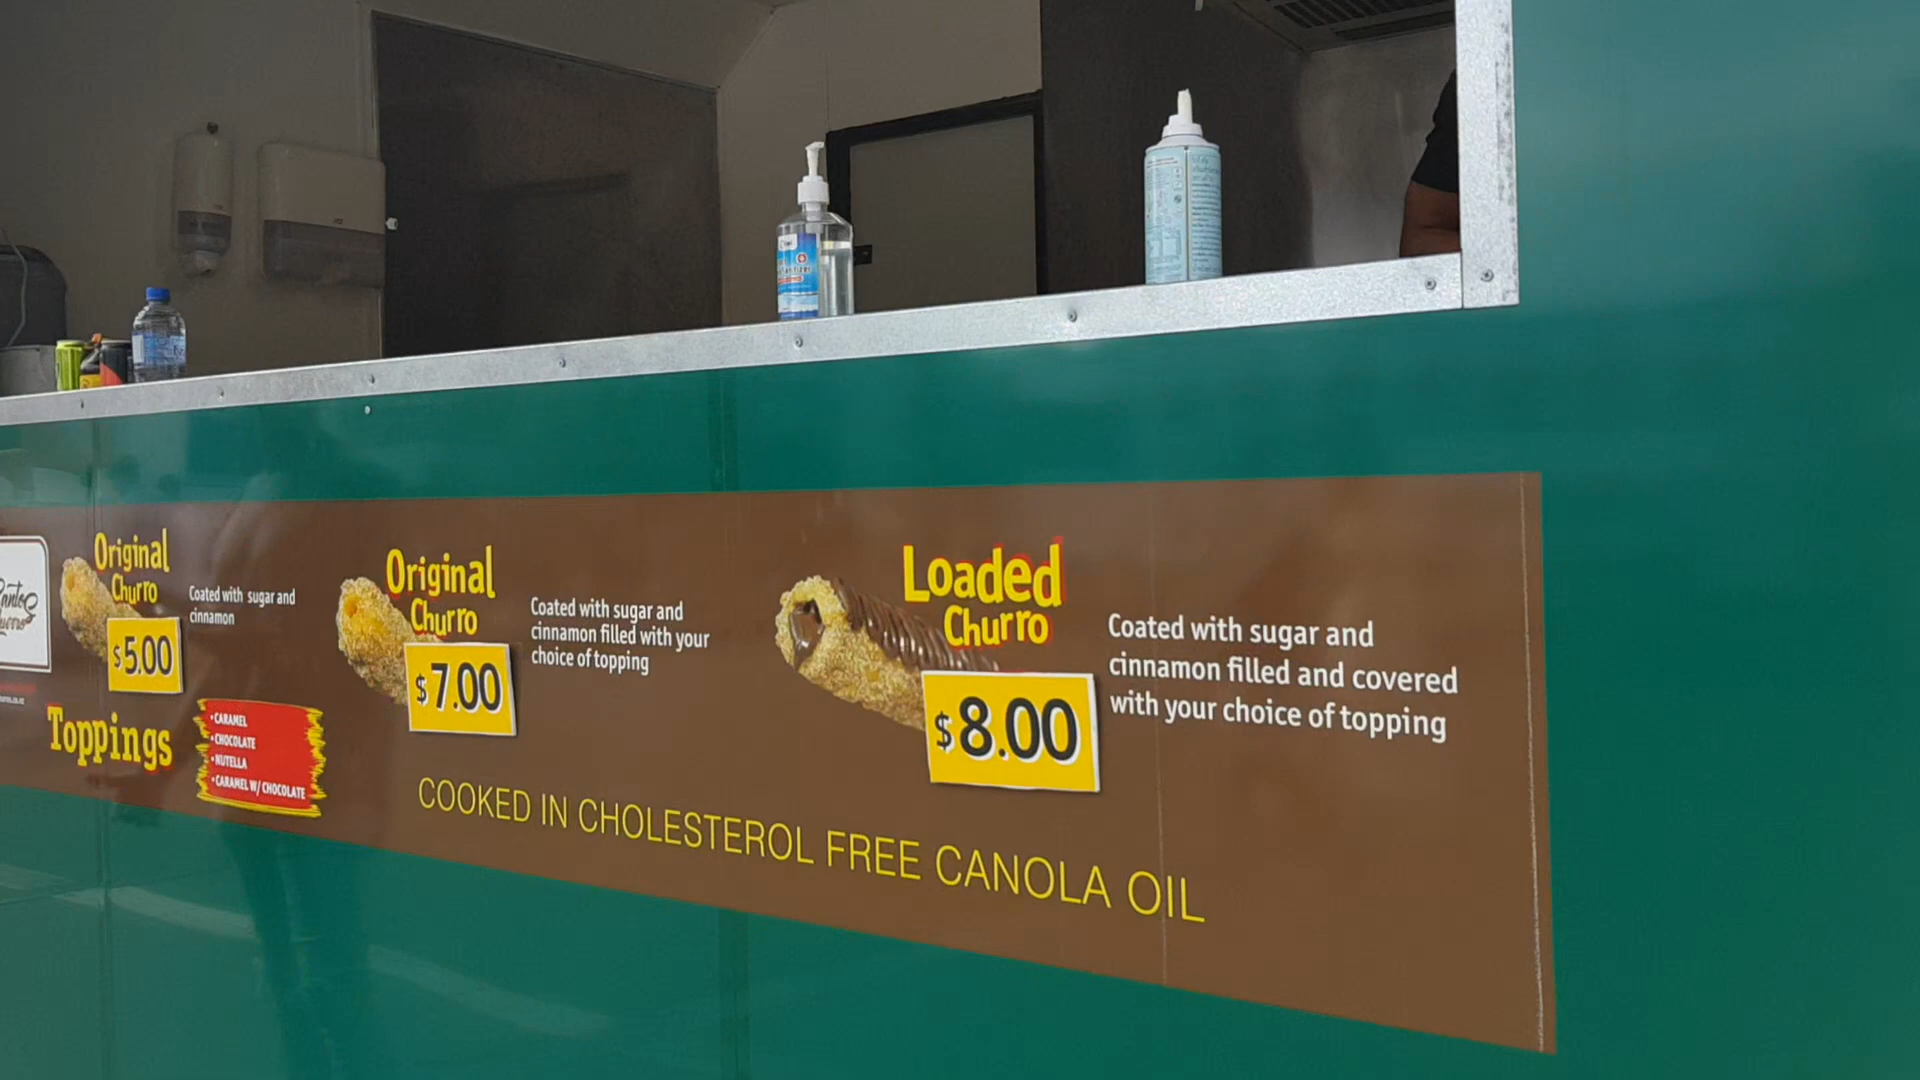 Original
Churro
$5.00
Coated with sugar and
cinnamon
Toppings
• CARAMEL
• CHOCOLATE
• NUTELLA
• CARAMEL W/ CHOCOLATE
Original
Churro
$7.00
Coated with sugar and
cinnamon filled with your
choice of topping
Loaded
Churro
$8.00
Coated with sugar and
cinnamon filled and covered
with your choice of topping
COOKED IN CHOLESTEROL FREE CANOLA OIL